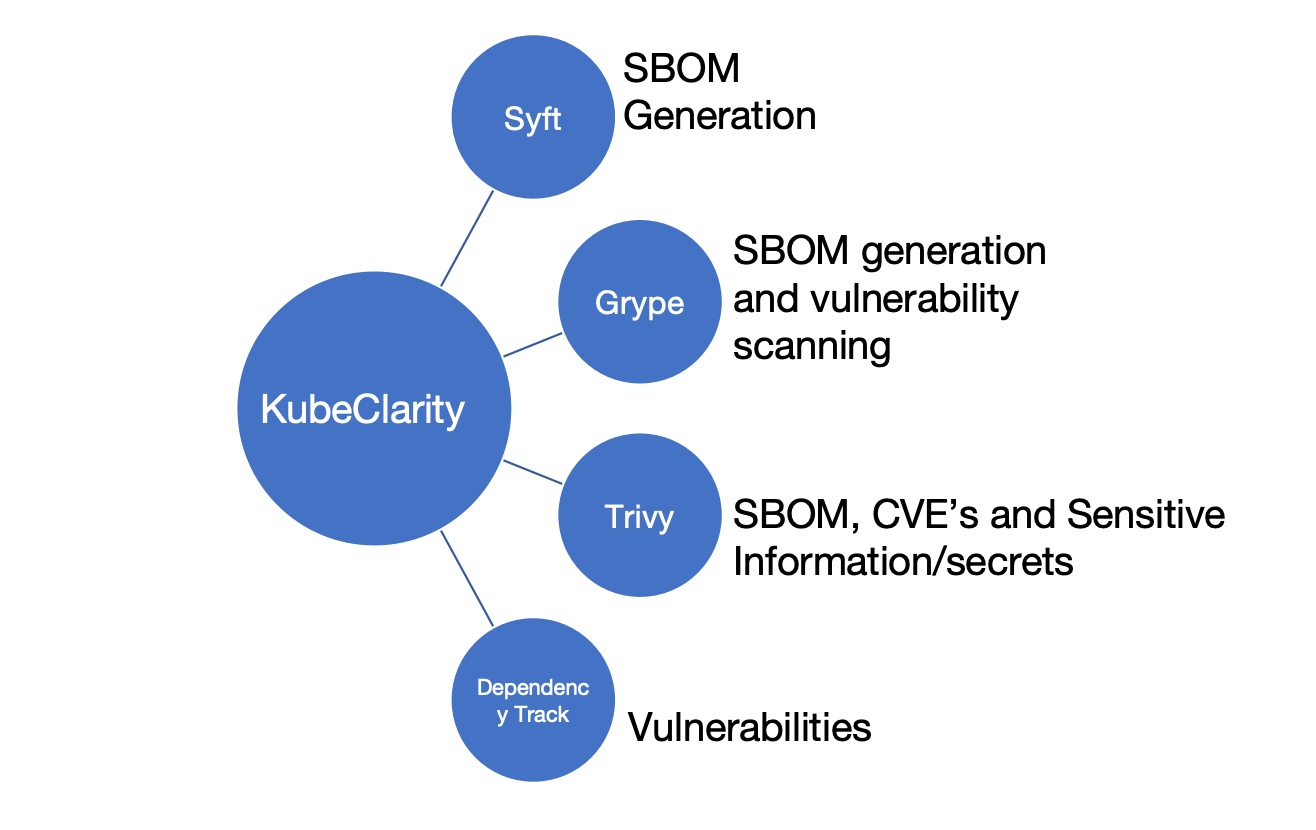 Syft
SBOM
Generation
Grype
SBOM generation
and vulnerability
scanning
KubeClarity
Trivy
SBOM, CVE’s and Sensitive
Information/secrets
Dependenc
y Track
Vulnerabilities